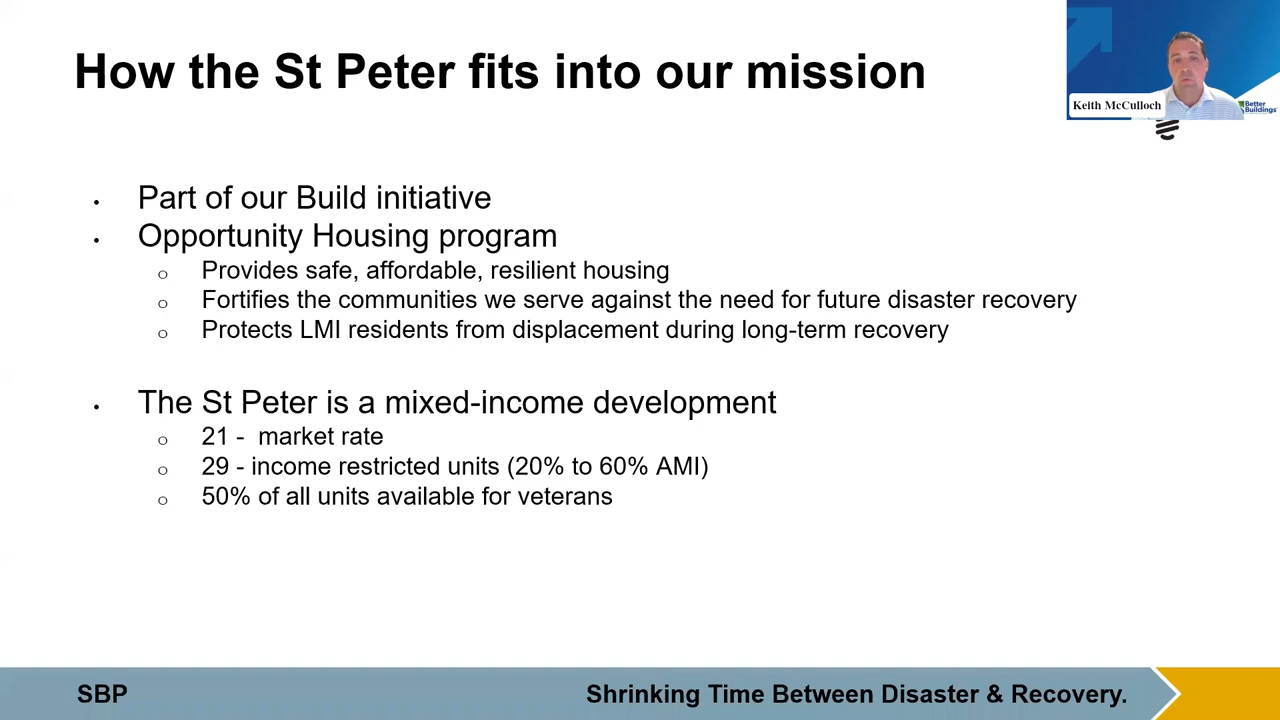 How the St Peter fits into our mission
Keith McCulloch
Better
Buildings
• Part of our Build initiative
• Opportunity Housing program
o Provides safe, affordable, resilient housing
o Fortifies the communities we serve against the need for future disaster recovery
o Protects LMI residents from displacement during long-term recovery
• The St Peter is a mixed-income development
o 21 -  market rate
o 29 - income restricted units (20% to 60% AMI)
o 50% of all units available for veterans
SBP
Shrinking Time Between Disaster & Recovery.